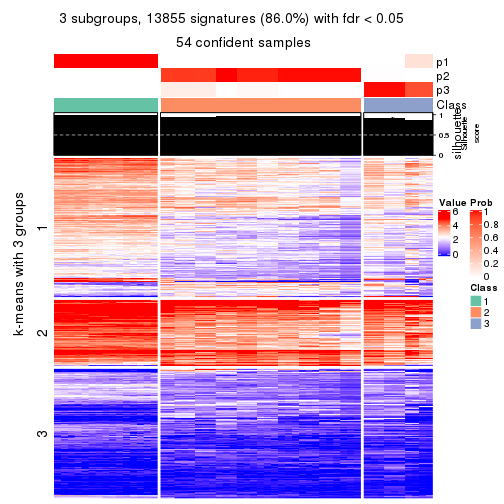 3 subgroups, 13855 signatures (86.0%) with fdr < 0.05
54 confident samples
p1
p2
p3
Class
1
0.5
0
silhouette
Silhouette
score
k-means with 3 groups
1
2
3
Value
6
4
2
0
Prob
1
0.8
0.6
0.4
0.2
0
Class
1
2
3